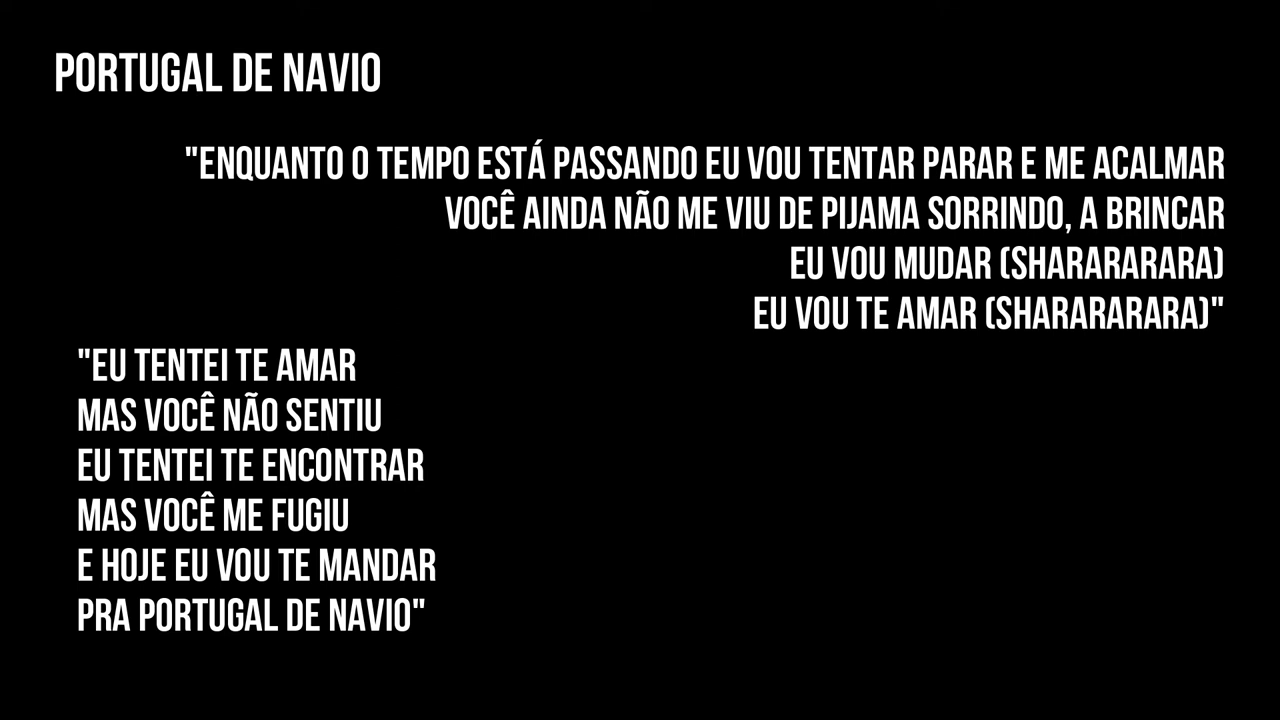 PORTUGAL DE NAVIO
"ENQUANTO O TEMPO ESTÁ PASSANDO EU VOU TENTAR PARAR E ME ACALMAR
VOCÊ AINDA NÃO ME VIU DE PIJAMA SORRINDO, A BRINCAR
EU VOU MUDAR (SHARARARARA)
EU VOU TE AMAR (SHARARARARA)"
"EU TENTEI TE AMAR
MAS VOCÊ NÃO SENTIU
EU TENTEI TE ENCONTRAR
MAS VOCÊ ME FUGIU
E HOJE EU VOU TE MANDAR
PRA PORTUGAL DE NAVIO"